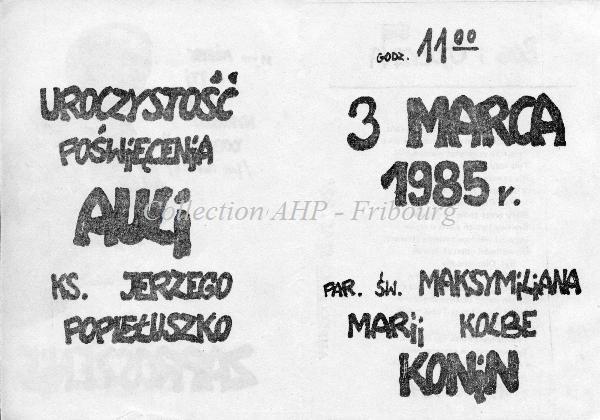 UROCZYSTOŚĆ
POŚWięCENiA
AULi
KS. JERZEGO
POPIEŁUSZKO
GODZ. 11⁰⁰
3 MARCA
1985 r.
PAR. ŚW. MAKSYMiLiANA
MARii KOLBE
KONiN
Collection AHP - Fribourg